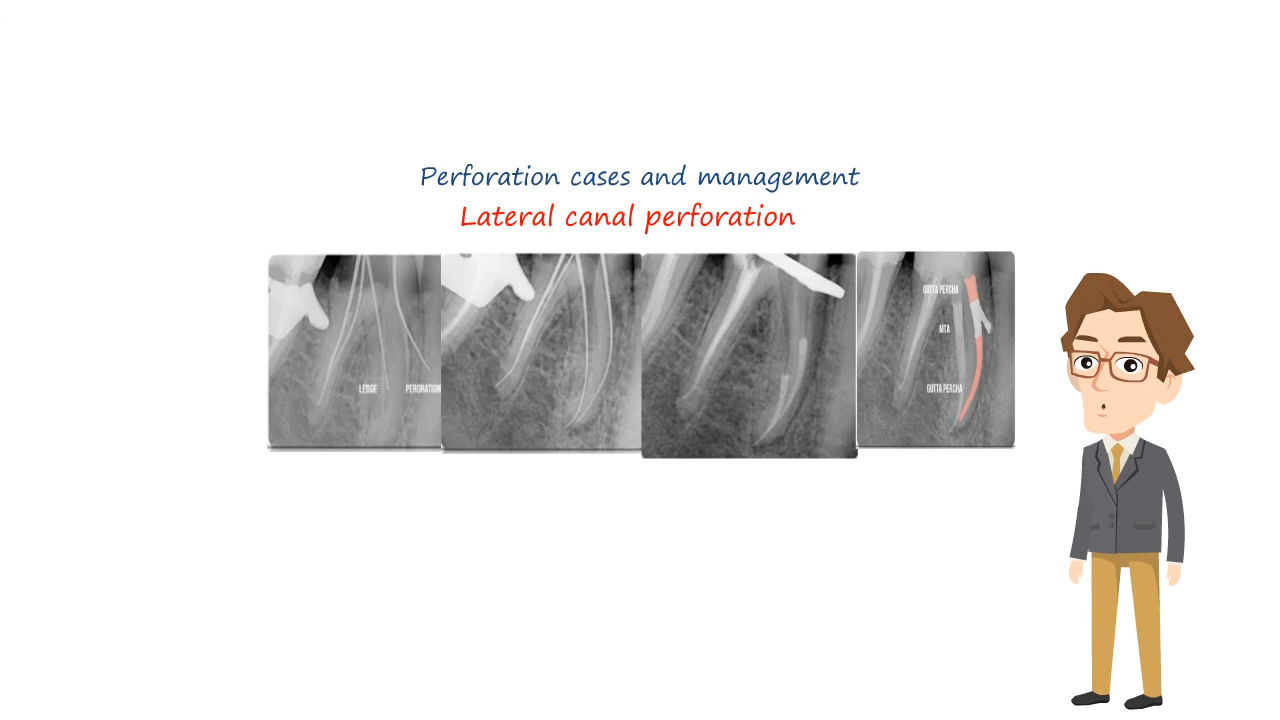 Perforation cases and management
Lateral canal perforation
GUTTA PERCHA
MTA
LEDGE
PERORATION
GUTTA PERCHA